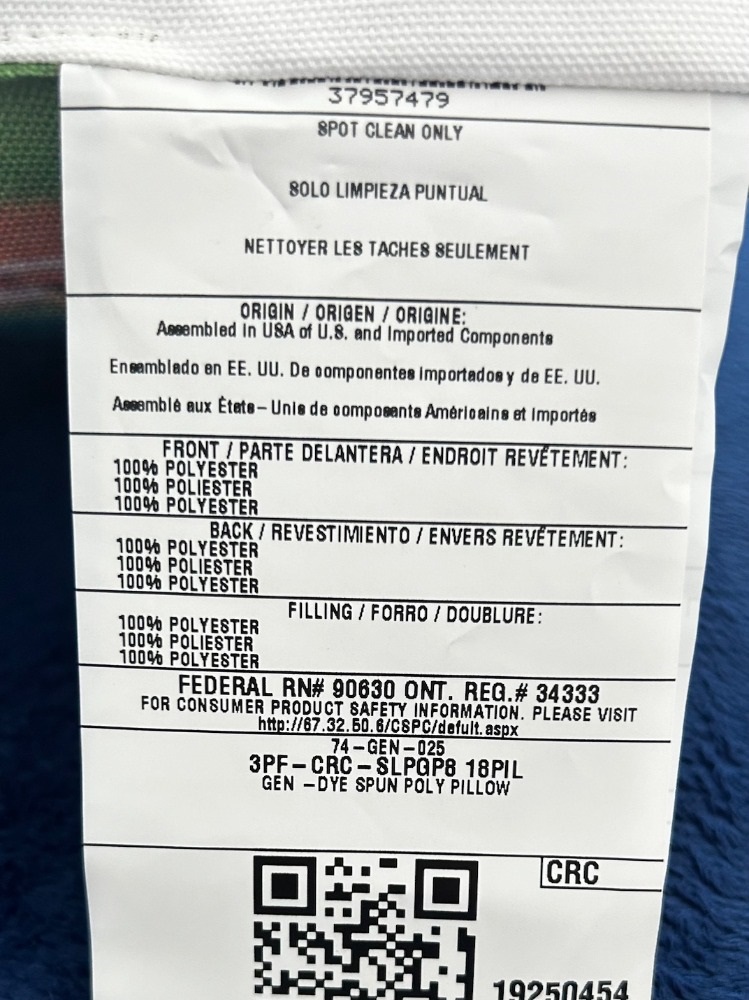 37957479
SPOT CLEAN ONLY
SOLO LIMPIEZA PUNTUAL
NETTOYER LES TACHES SEULEMENT
ORIGIN / ORIGEN / ORIGINE:
Assembled in USA of U.S. and Imported Components
Ensamblado en EE. UU. De componentes importados y de EE. UU.
Assemblé aux États-Unis de composants Américains et importés
FRONT / PARTE DELANTERA / ENDROIT REVÊTEMENT:
100% POLYESTER
100% POLIESTER
100% POLYESTER
BACK / REVESTIMIENTO / ENVERS REVÊTEMENT:
100% POLYESTER
100% POLIESTER
100% POLYESTER
FILLING / FORRO / DOUBLURE:
100% POLYESTER
100% POLIESTER
100% POLYESTER
FEDERAL RN# 90630 ONT. REG.# 34333
FOR CONSUMER PRODUCT SAFETY INFORMATION. PLEASE VISIT
http://67.32.50.6/CSPC/defult.aspx
74-GEN-025
3PF-CRC-SLPGP8 18PIL
GEN -DYE SPUN POLY PILLOW
CRC
19250454